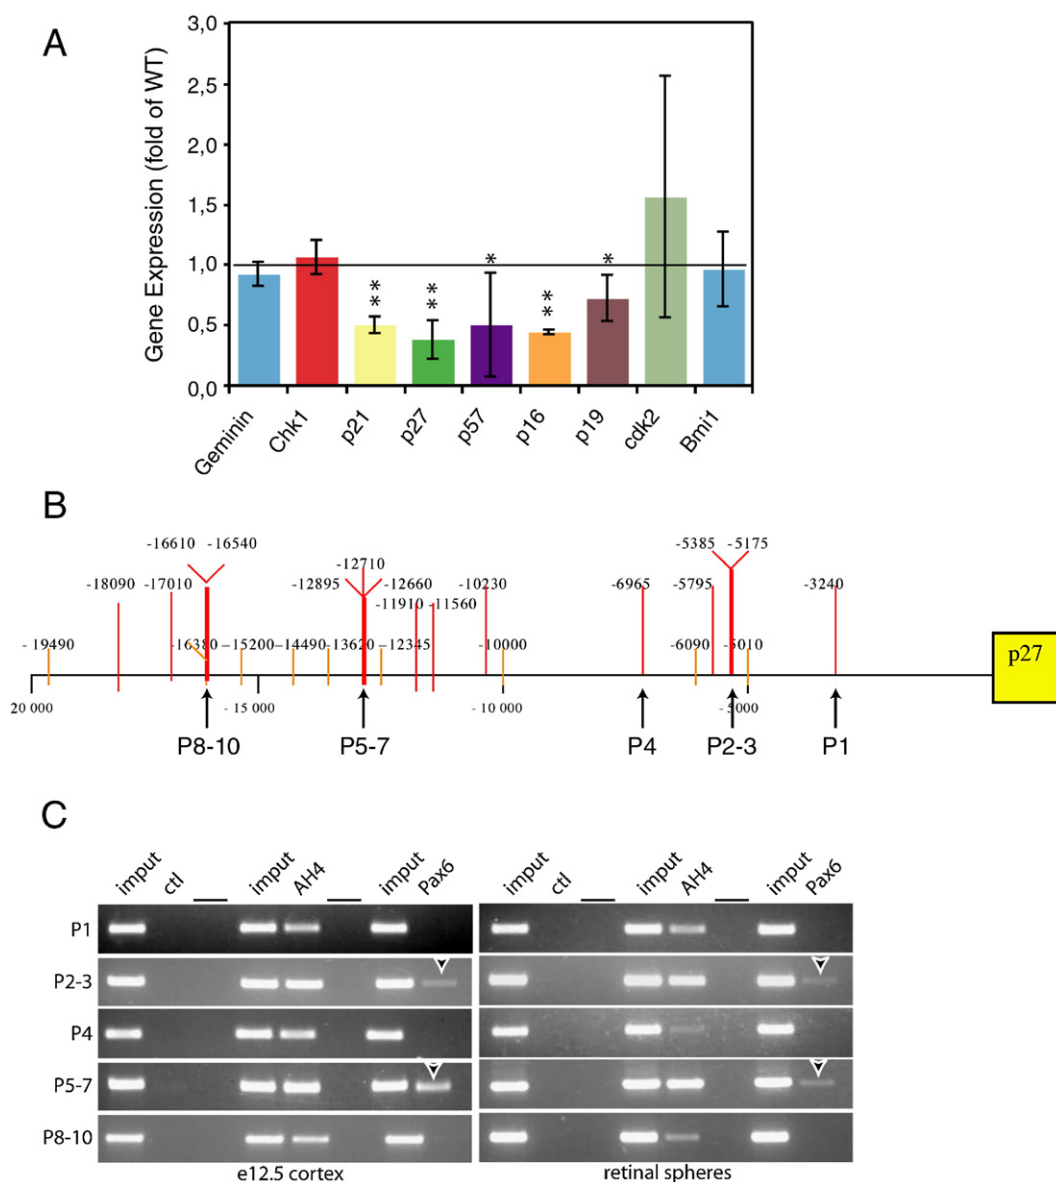 A
Gene Expression (fold of WT)
3,0
2,5
2,0
1,5
1,0
0,5
0,0
** ** * ** *
Geminin Chk1 p21 p27 p57 p16 p19 cdk2 Bmi1
B
-16610 -16540 -12710 -5385 -5175
-18090 -17010 -12895 -12660 -10230 -6965 -5795 -3240
-11910 -11560
- 19490 -16380 -15200 -14490 -13620 -12345 -10000 -6090 -5010
p27
20 000 - 15 000 - 10 000 - 5000
P8-10 P5-7 P4 P2-3 P1
C
imput ctl imput AH4 imput Pax6 imput ctl imput AH4 imput Pax6
P1
P2-3
P4
P5-7
P8-10
e12.5 cortex retinal spheres